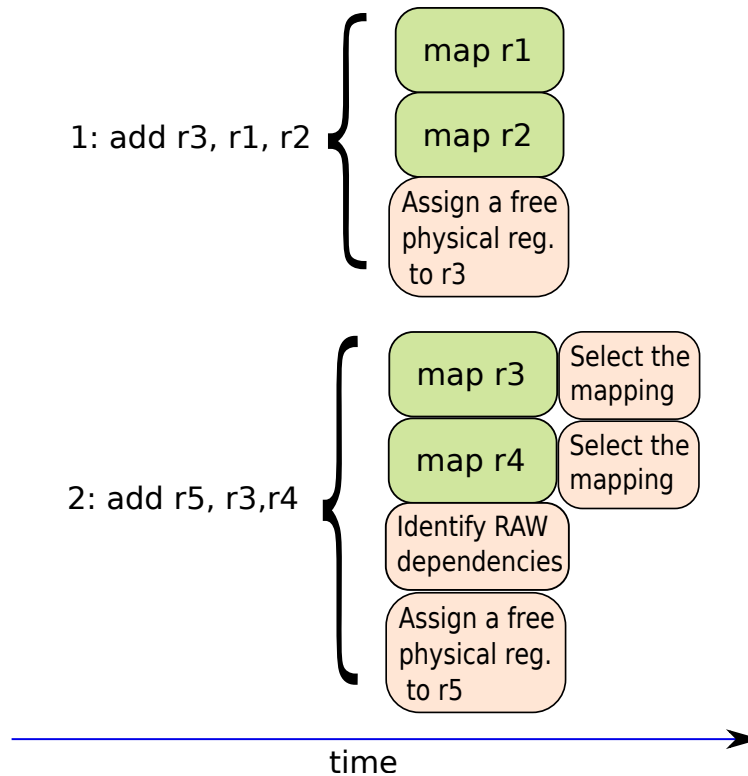 1: add r3, r1, r2
map r1
map r2
Assign a free
physical reg.
to r3
2: add r5, r3,r4
map r3
Select the
mapping
map r4
Select the
mapping
Identify RAW
dependencies
Assign a free
physical reg.
to r5
time